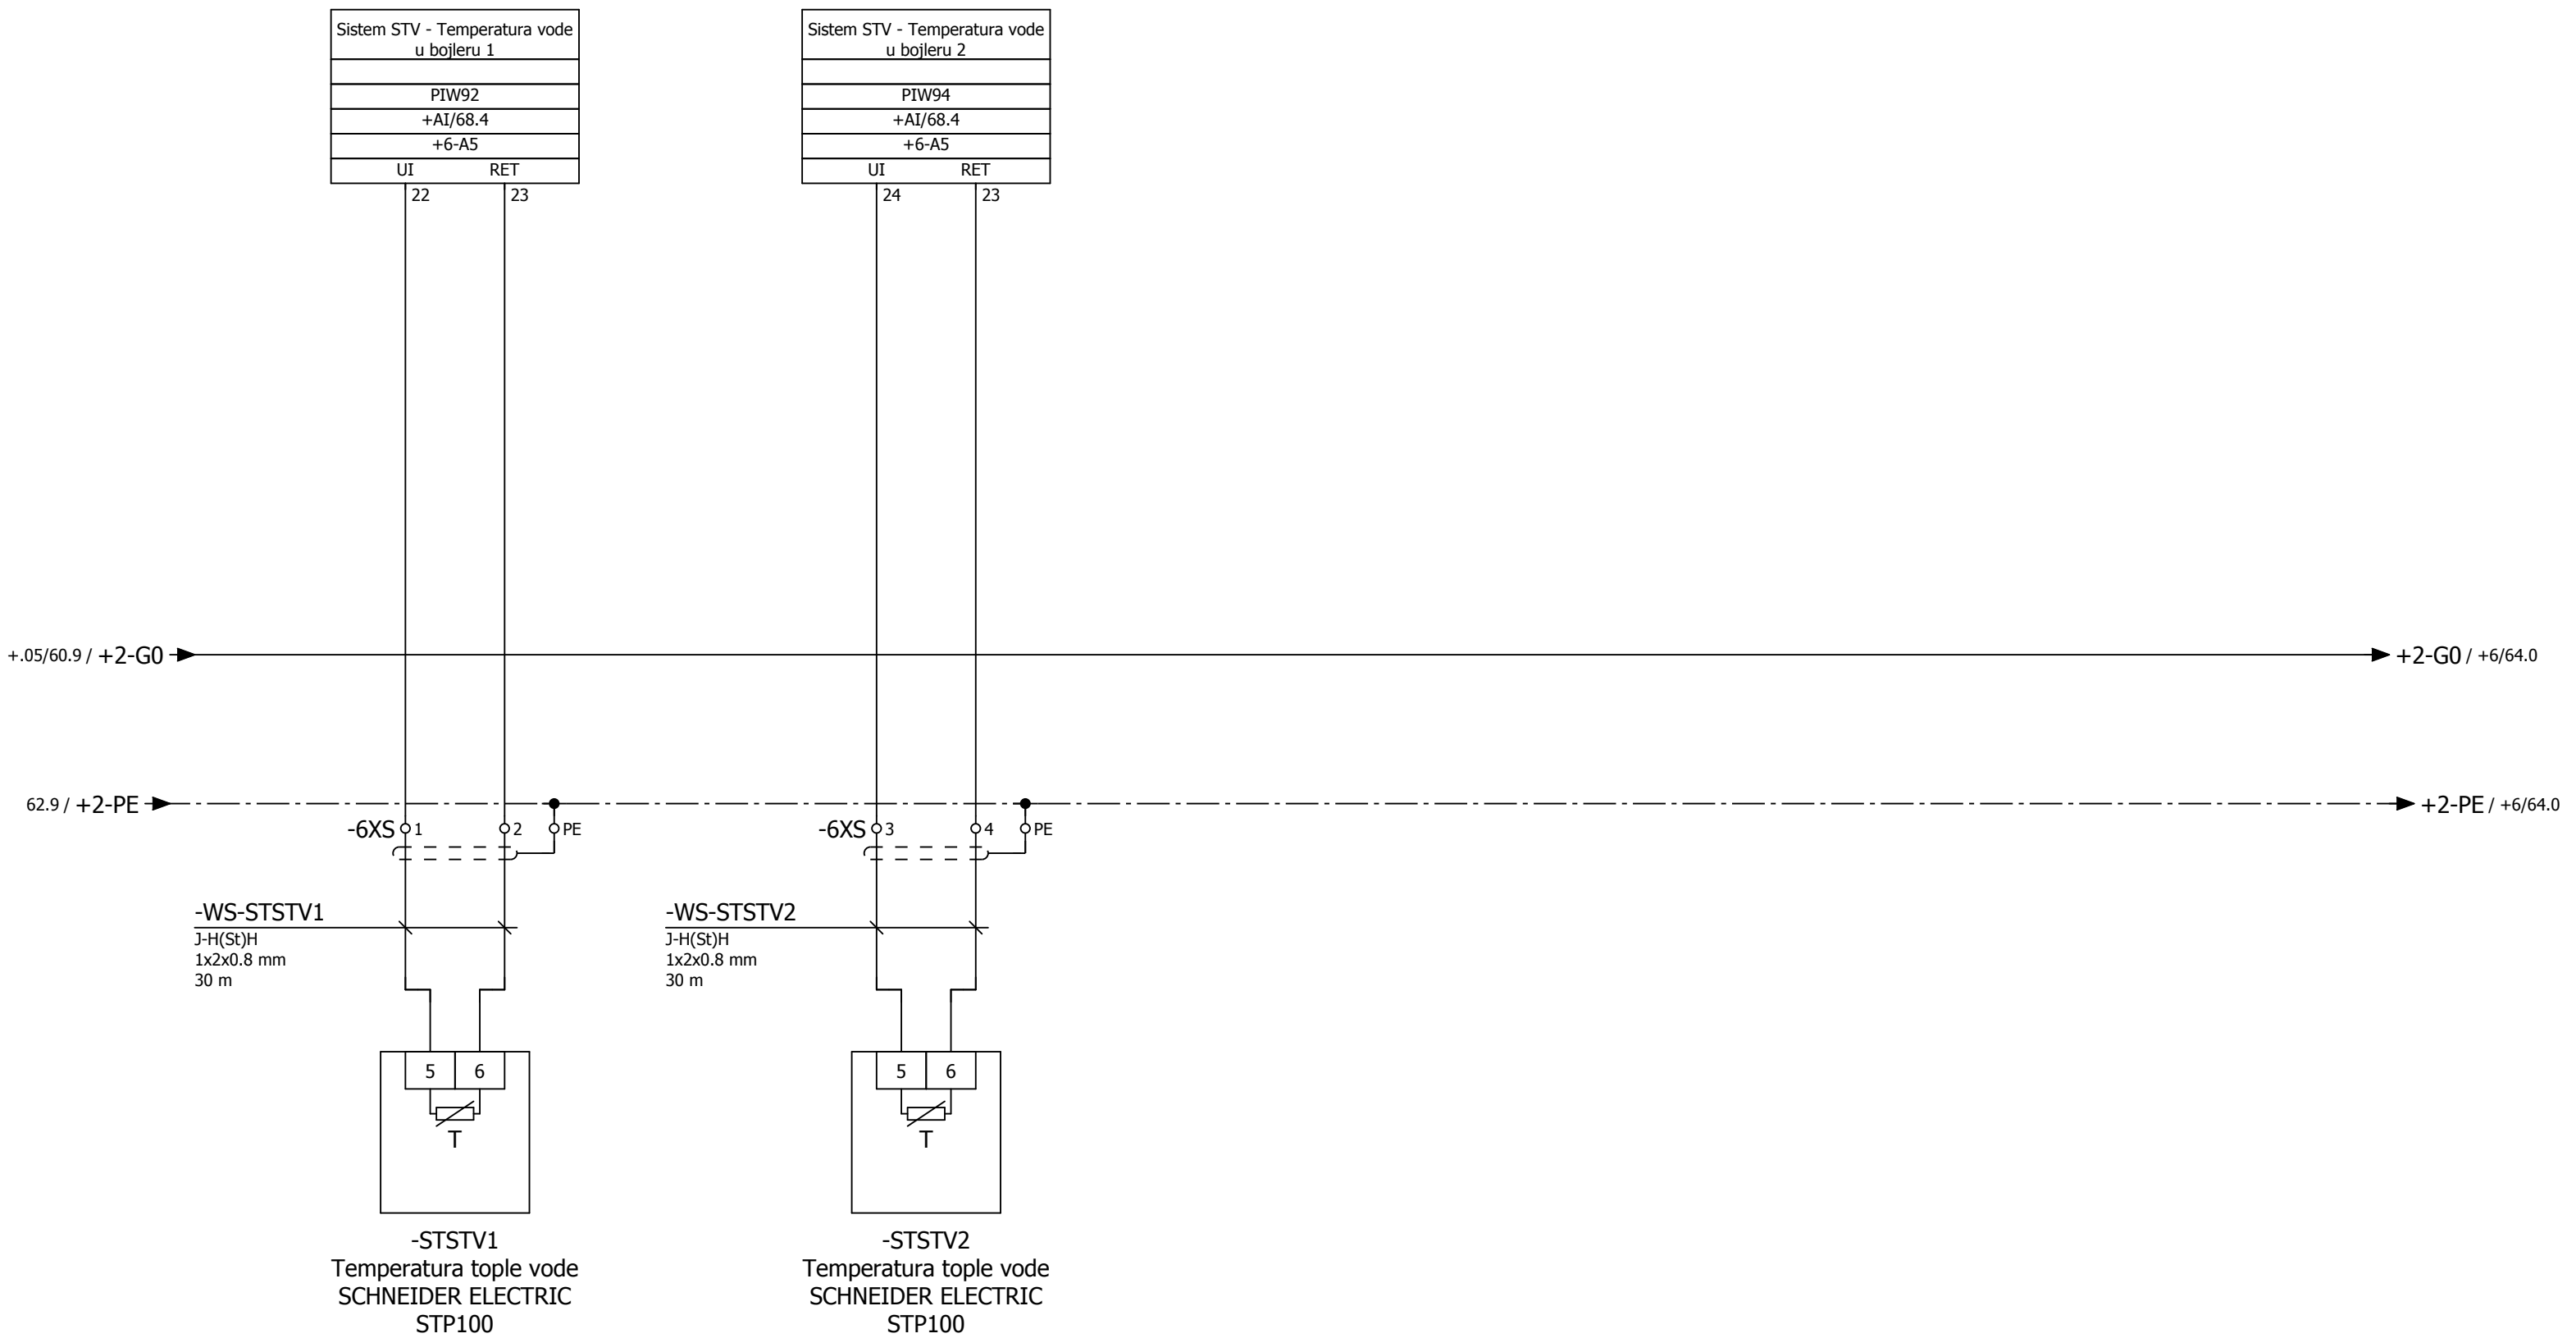 Sistem STV - Temperatura vode
u bojleru 1
PIW92
+AI/68.4
+6-A5
UI RET
22 23
Sistem STV - Temperatura vode
u bojleru 2
PIW94
+AI/68.4
+6-A5
UI RET
24 23
+.05/60.9 / +2-G0
+2-G0 / +6/64.0
62.9 / +2-PE
+2-PE / +6/64.0
-6XS 1 2 PE
-6XS 3 4 PE
-WS-STSTV1
J-H(St)H
1x2x0.8 mm
30 m
-WS-STSTV2
J-H(St)H
1x2x0.8 mm
30 m
5 6
T
5 6
T
-STSTV1
Temperatura tople vode
SCHNEIDER ELECTRIC
STP100
-STSTV2
Temperatura tople vode
SCHNEIDER ELECTRIC
STP100